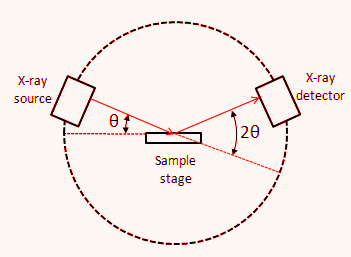 X-ray
source
θ
Sample
stage
2θ
X-ray
detector